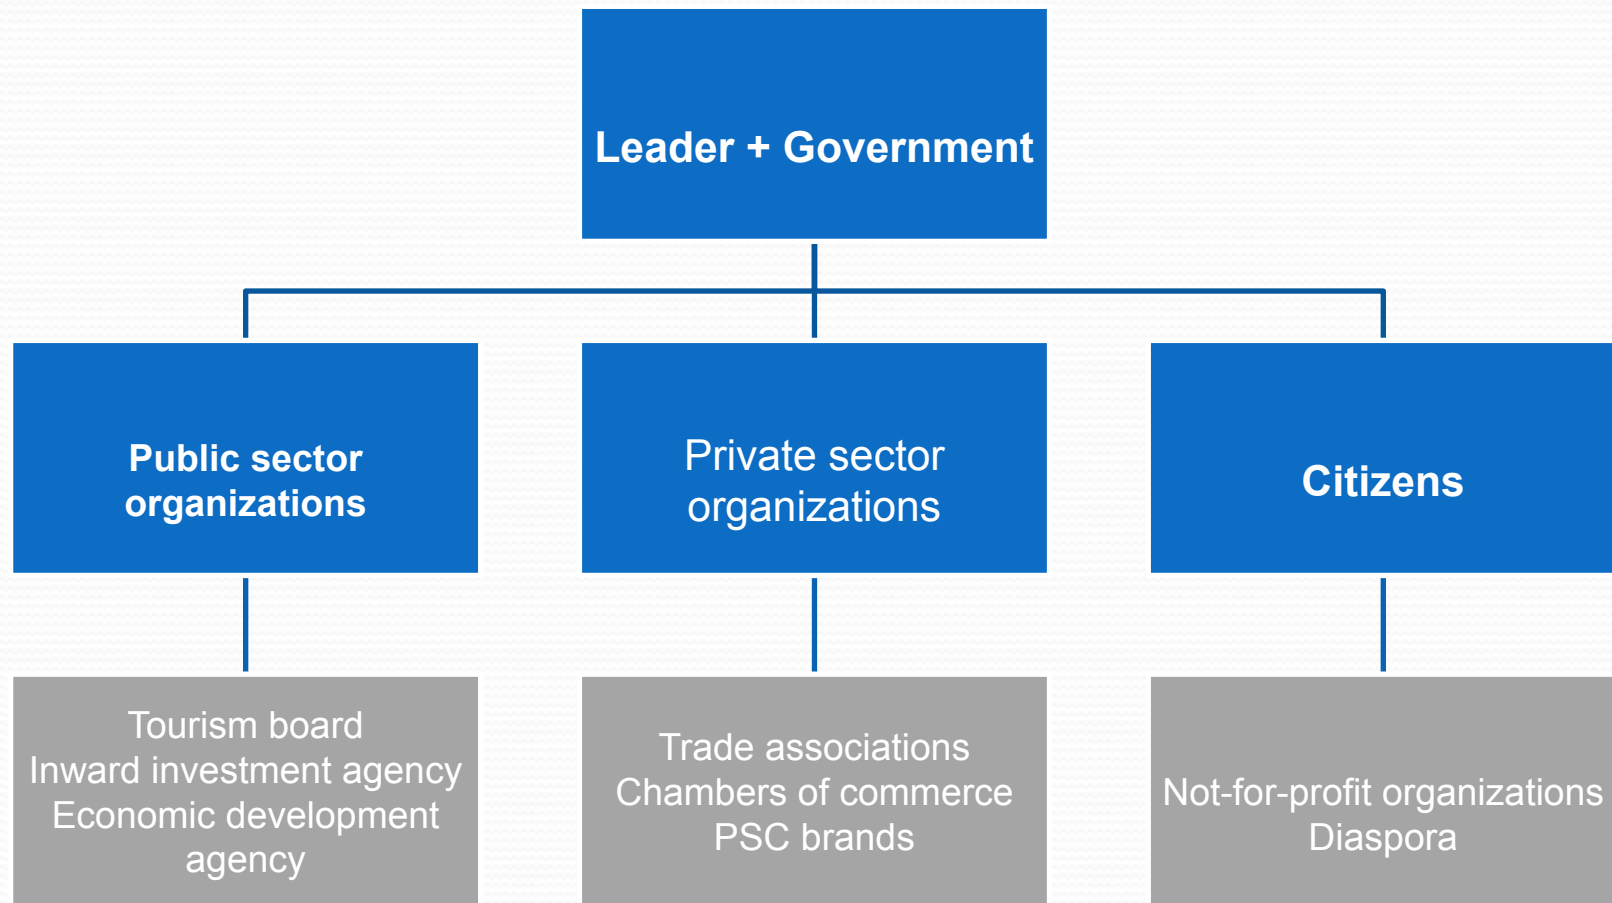 Leader + Government
Public sector
organizations
Private sector
organizations
Citizens
Tourism board
Inward investment agency
Economic development
agency
Trade associations
Chambers of commerce
PSC brands
Not-for-profit organizations
Diaspora